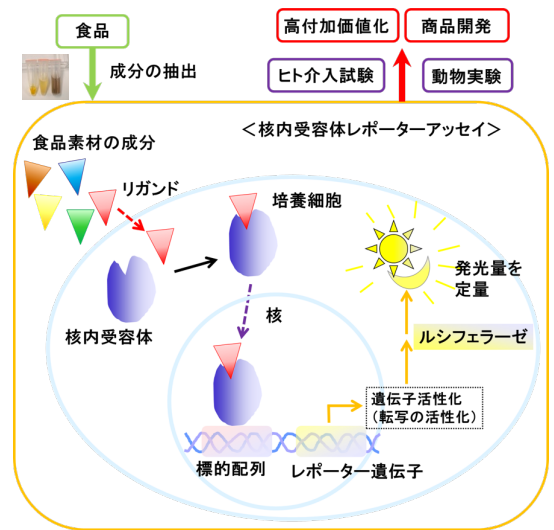 食品
高付加価値化
商品開発
成分の抽出
ヒト介入試験
動物実験
＜核内受容体レポーターアッセイ＞
食品素材の成分
リガンド
培養細胞
発光量を
定量
核内受容体
核
ルシフェラーゼ
遺伝子活性化
（転写の活性化）
標的配列
レポーター遺伝子